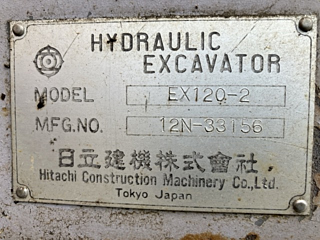 HYDRAULIC
EXCAVATOR
MODEL EX120-2
MFG.NO. 12N-33156
日立建機株式會社
Hitachi Construction Machinery Co.,Ltd.
Tokyo Japan